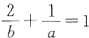 2/b + 1/a = 1